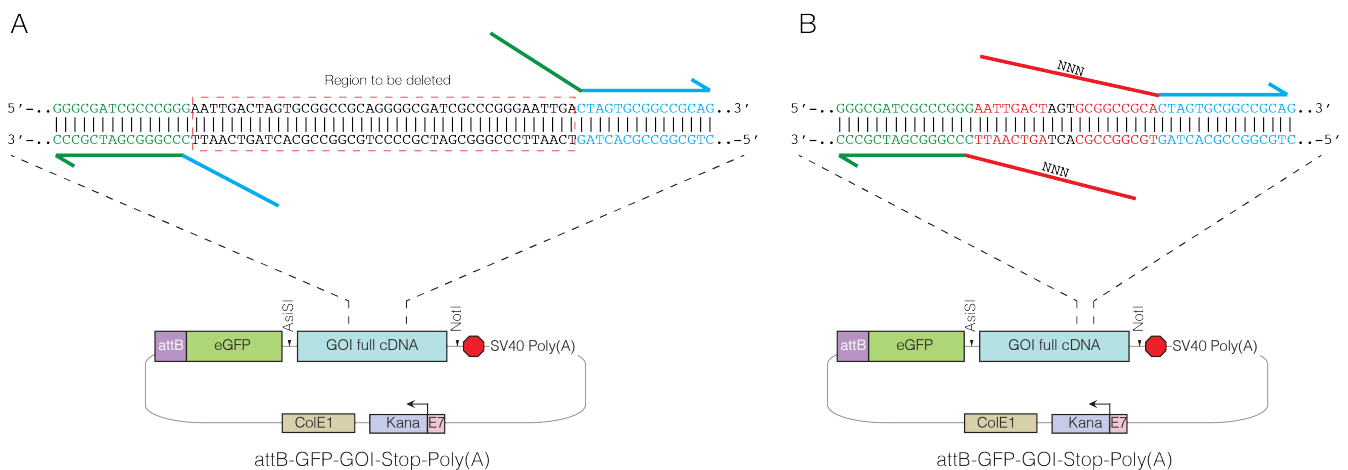 A
Region to be deleted
5′–..GGGCGATCGCCCGGGAATTGACTAGTGCGGCCGCAGGGGCGATCGCCCGGGAATTGACTAGTGCGGCCGCAG..3′
3′–..CCCGCTAGCGGGCCCTTAACTGATCACGCCGGCGTCCCCGCTAGCGGGCCCTTAACTGATCACGCCGGCGTC..–5′
AsiSI
NotI
attB
eGFP
GOI full cDNA
SV40 Poly(A)
ColE1
Kana
E7
attB-GFP-GOI-Stop-Poly(A)
B
NNN
5′–..GGGCGATCGCCCGGGAATTGACTAGTGCGGCCGCACTAGTGCGGCCGCAG..3′
3′–..CCCGCTAGCGGGCCCTTAACTGATCACGCCGGCGTGATCACGCCGGCGTC..–5′
NNN
AsiSI
NotI
attB
eGFP
GOI full cDNA
SV40 Poly(A)
ColE1
Kana
E7
attB-GFP-GOI-Stop-Poly(A)